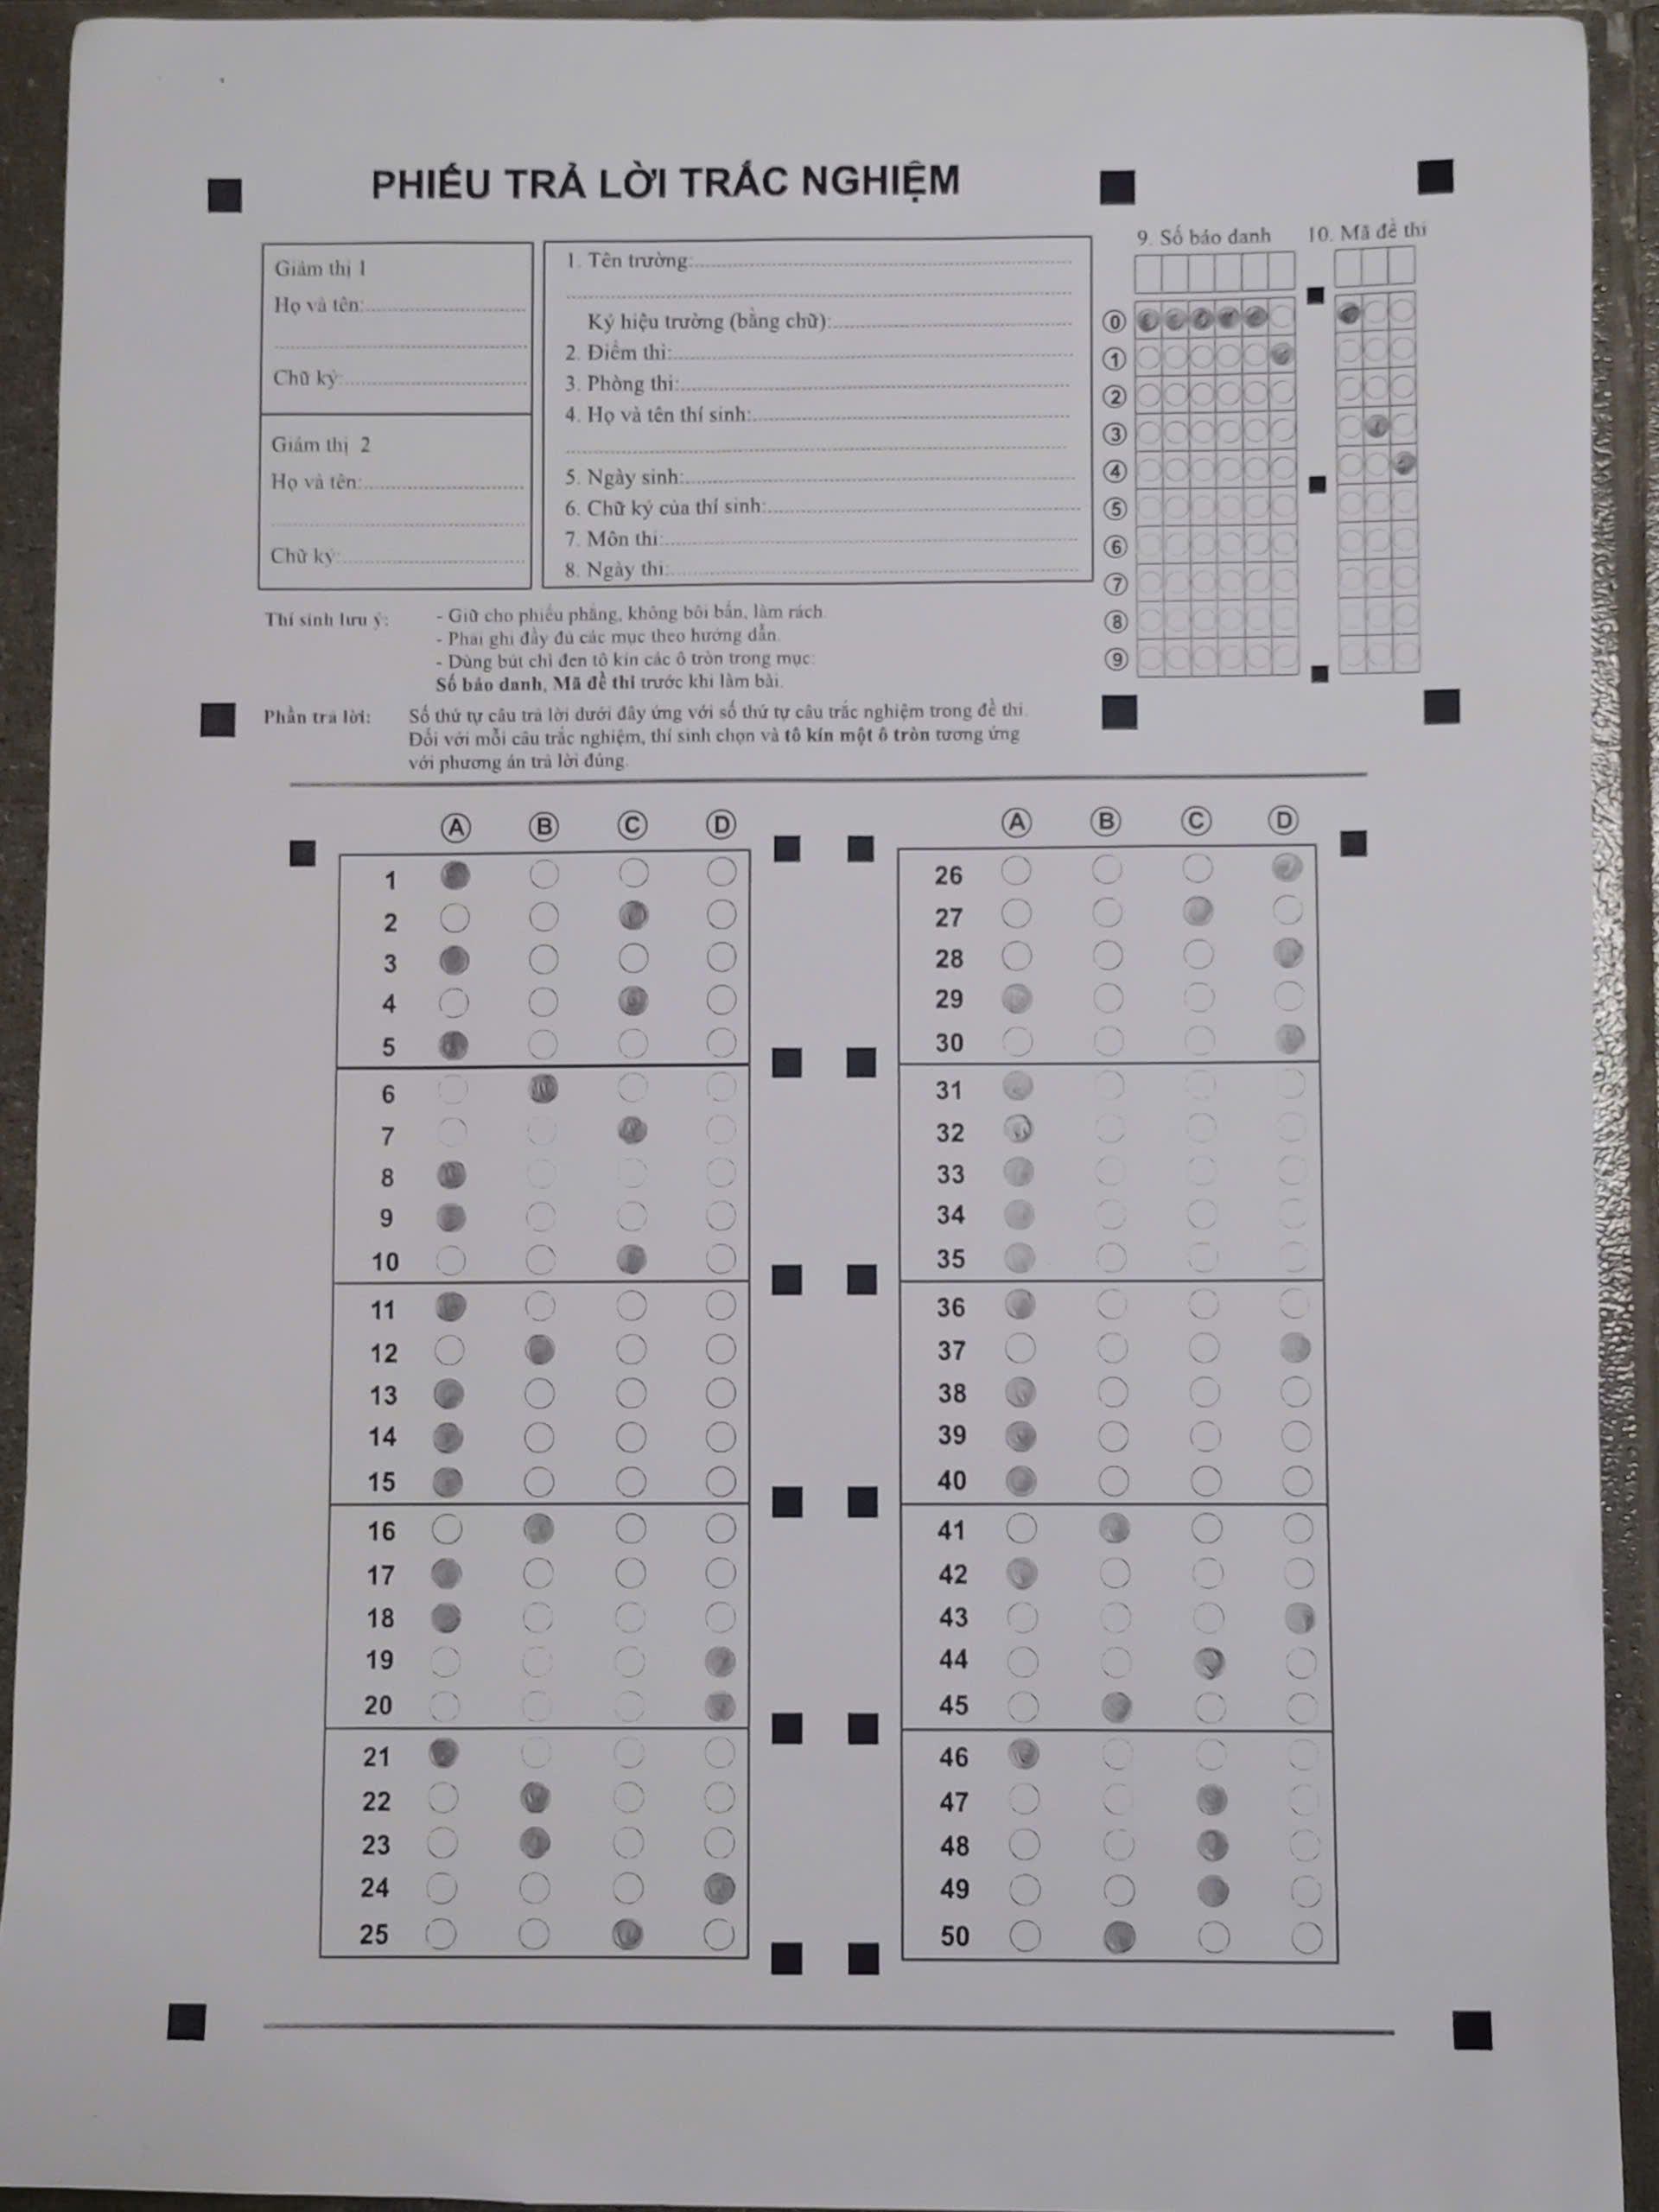 PHIẾU TRẢ LỜI TRẮC NGHIỆM
Giám thị 1
Họ và tên:
Chữ ký:
Giám thị 2
Họ và tên:
Chữ ký:
1. Tên trường:
Ký hiệu trường (bằng chữ):
2. Điểm thi:
3. Phòng thi:
4. Họ và tên thí sinh:
5. Ngày sinh:
6. Chữ ký của thí sinh:
7. Môn thi:
8. Ngày thi:
9. Số báo danh
10. Mã đề thi
0
1
2
3
4
5
6
7
8
9
Thí sinh lưu ý:
- Giữ cho phiếu phẳng, không bôi bẩn, làm rách.
- Phải ghi đầy đủ các mục theo hướng dẫn.
- Dùng bút chì đen tô kín các ô tròn trong mục:
Số báo danh, Mã đề thi trước khi làm bài.
Phần trả lời:
Số thứ tự câu trả lời dưới đây ứng với số thứ tự câu trắc nghiệm trong đề thi.
Đối với mỗi câu trắc nghiệm, thí sinh chọn và tô kín một ô tròn tương ứng
với phương án trả lời đúng.
A B C D
1
2
3
4
5
6
7
8
9
10
11
12
13
14
15
16
17
18
19
20
21
22
23
24
25
A B C D
26
27
28
29
30
31
32
33
34
35
36
37
38
39
40
41
42
43
44
45
46
47
48
49
50